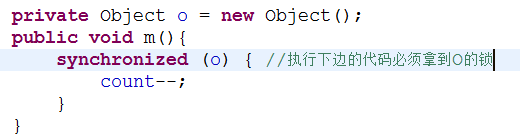 private Object o = new Object();
public void m(){
    synchronized (o) { //执行下边的代码必须拿到O的锁
        count--;
    }
}